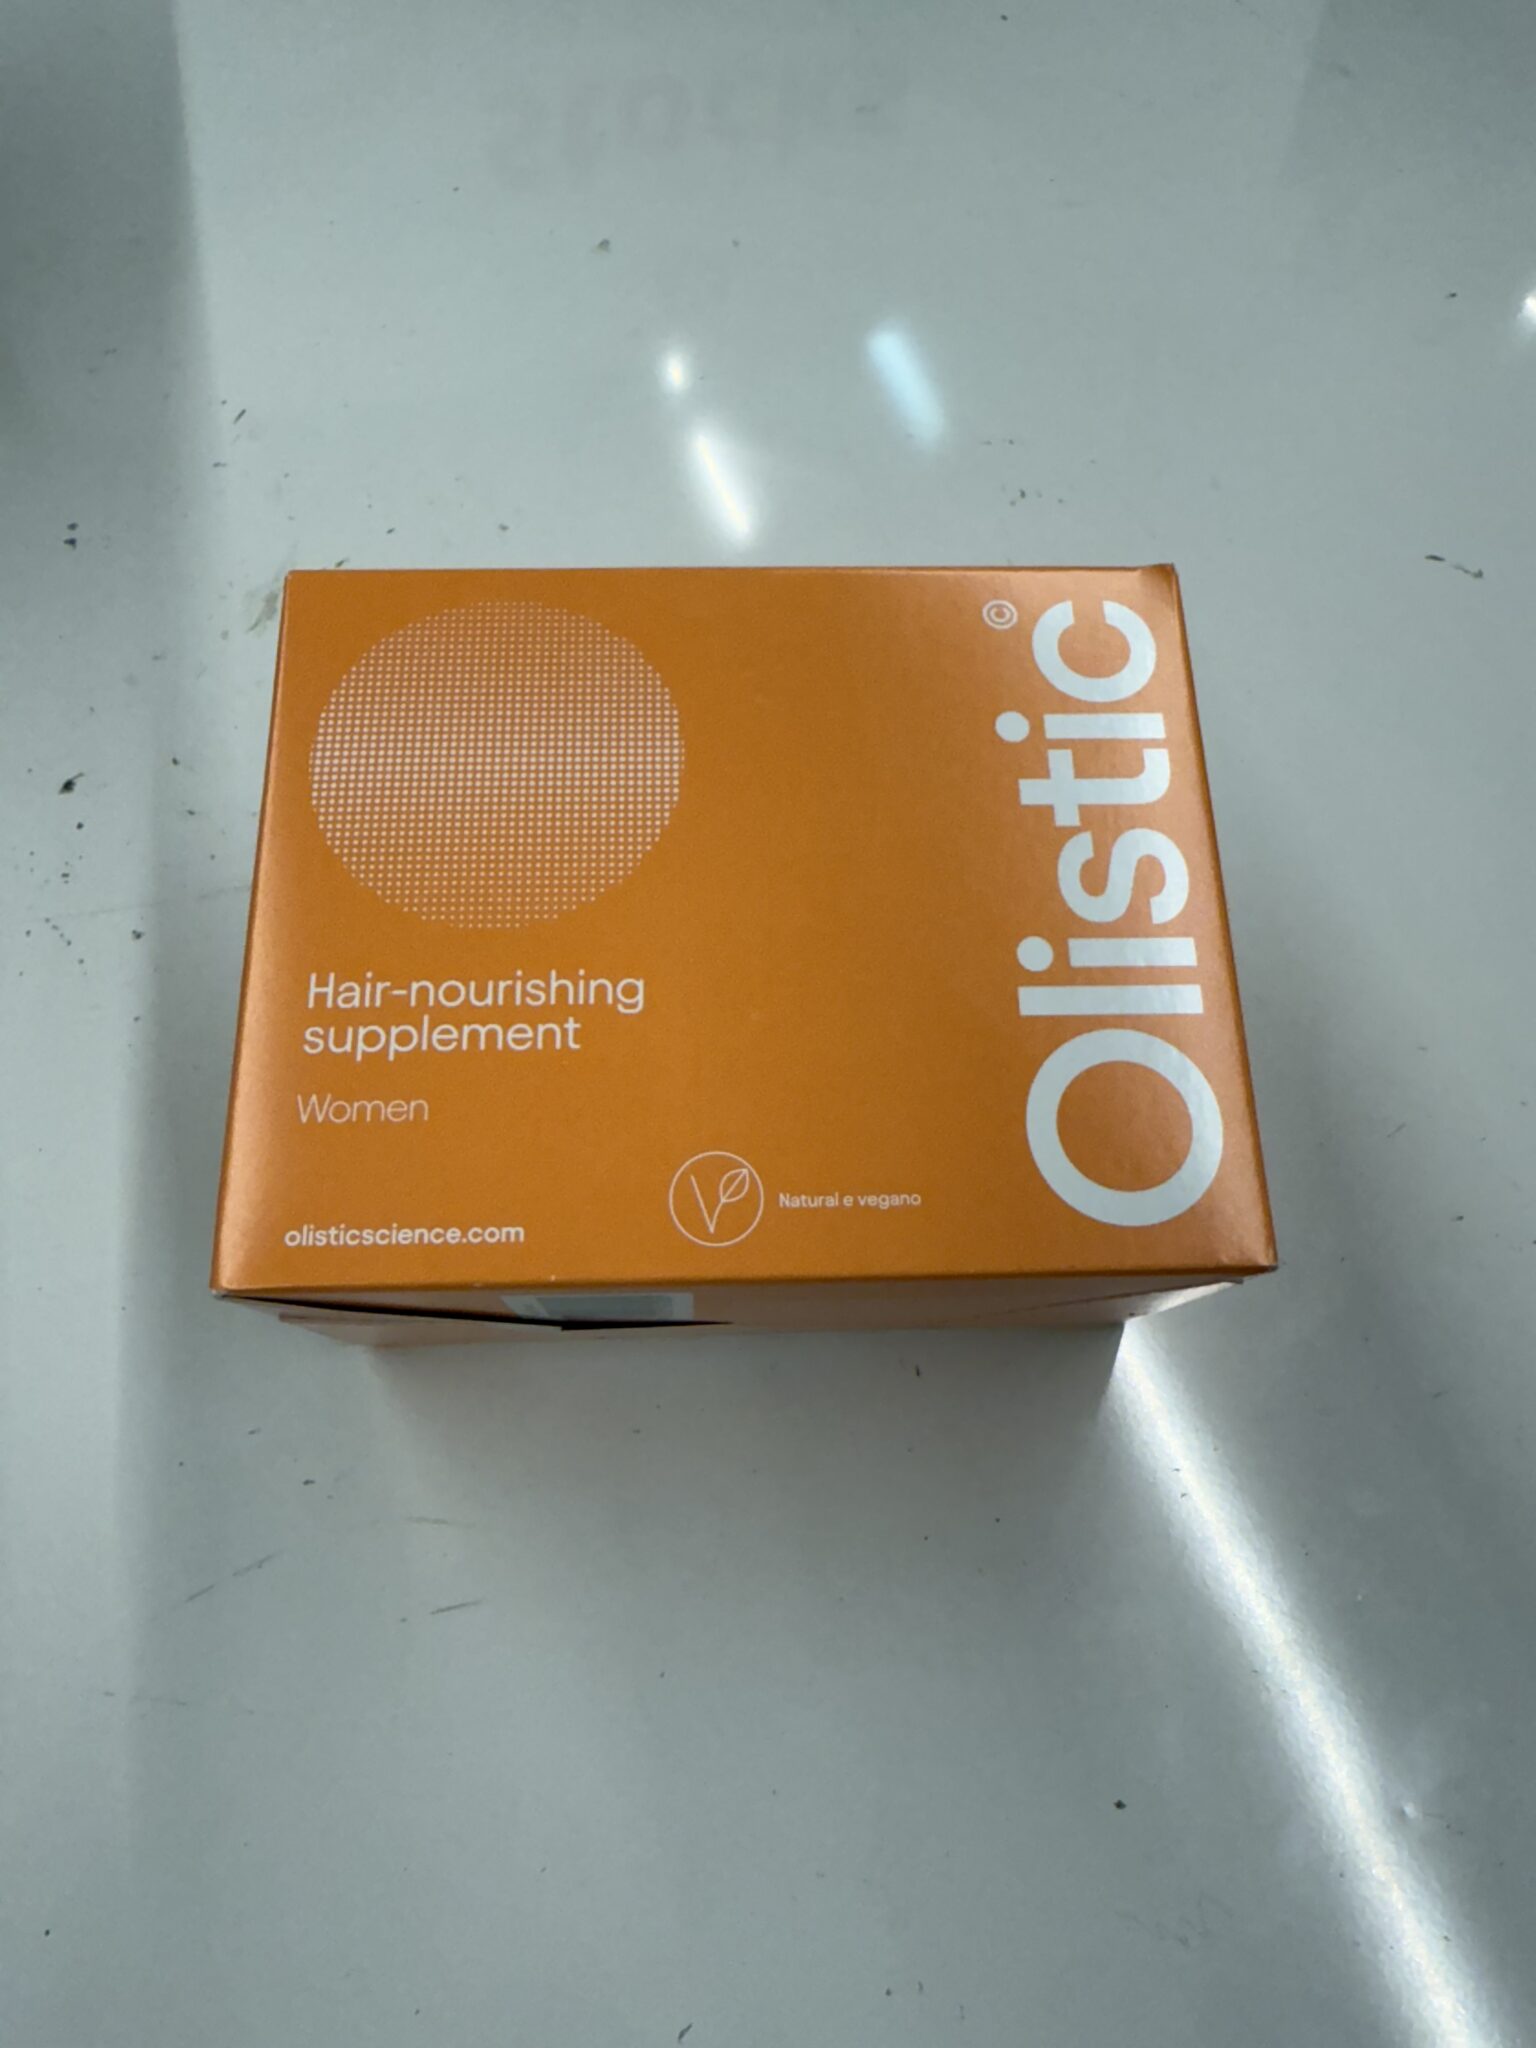 Olistic©
Hair-nourishing
supplement
Women
olisticscience.com
Natural e vegano